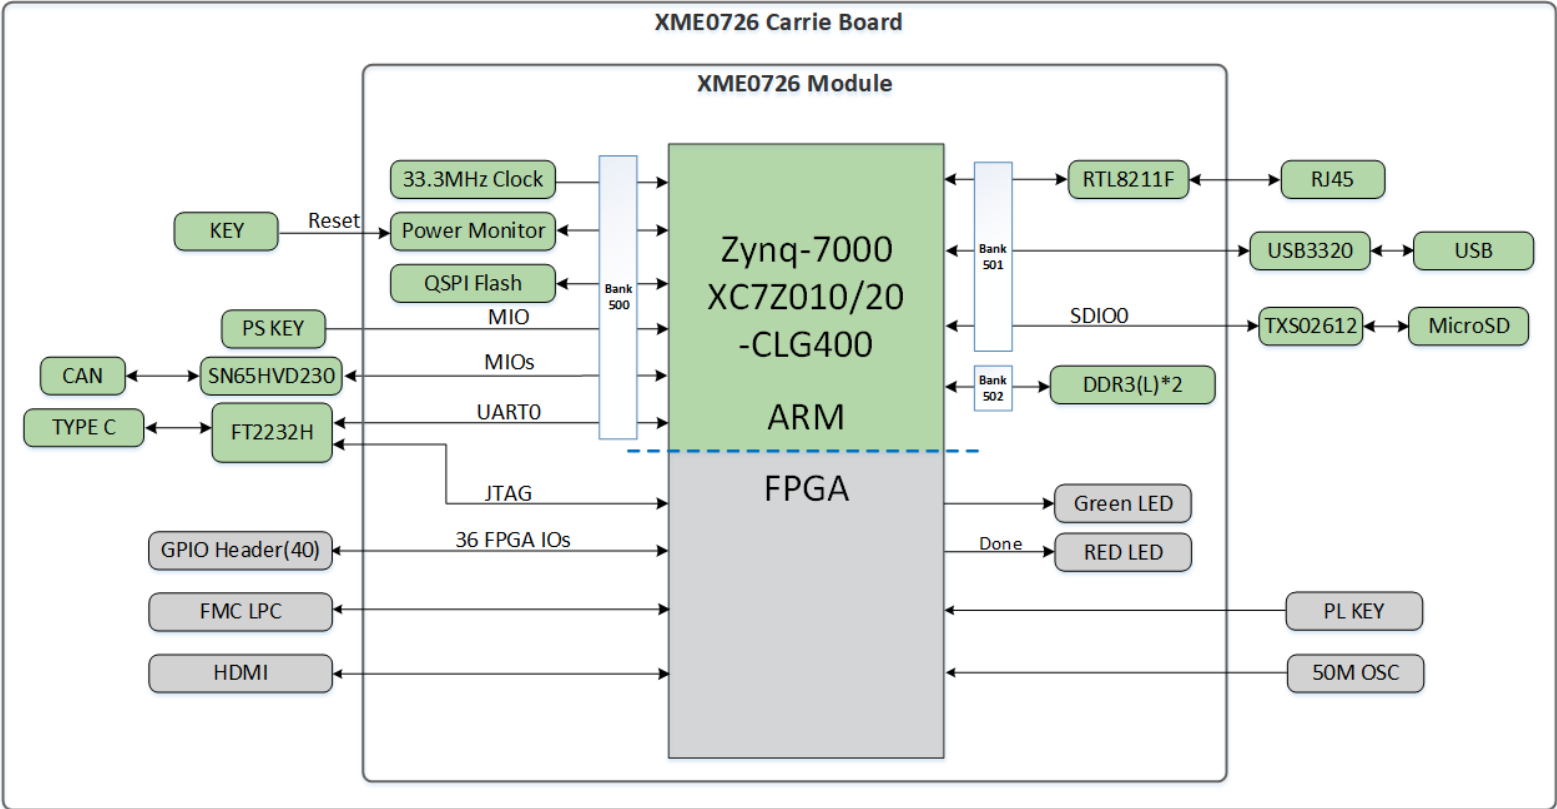 XME0726 Carrie Board
XME0726 Module
33.3MHz Clock
KEY
Reset
Power Monitor
QSPI Flash
PS KEY
MIO
CAN
SN65HVD230
MIOs
TYPE C
FT2232H
UART0
JTAG
GPIO Header(40)
36 FPGA IOs
FMC LPC
HDMI
Bank
500
Zynq-7000
XC7Z010/20
-CLG400
ARM
FPGA
Bank
501
Bank
502
RTL8211F
RJ45
USB3320
USB
SDIO0
TXS02612
MicroSD
DDR3(L)*2
Green LED
Done
RED LED
PL KEY
50M OSC